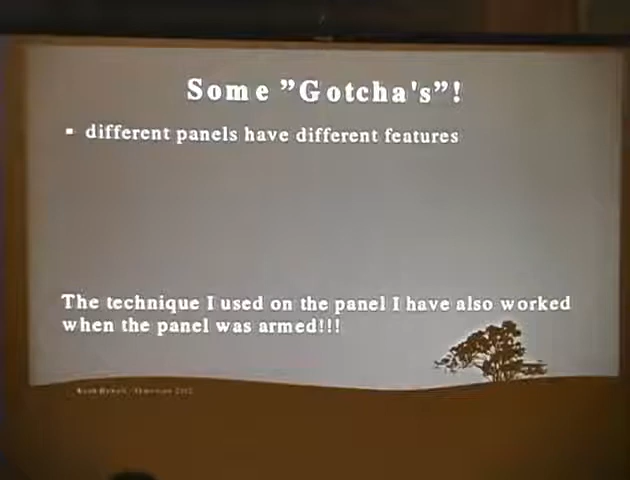 Some ”Gotcha's”!
▪ different panels have different features
The technique I used on the panel I have also worked
when the panel was armed!!!